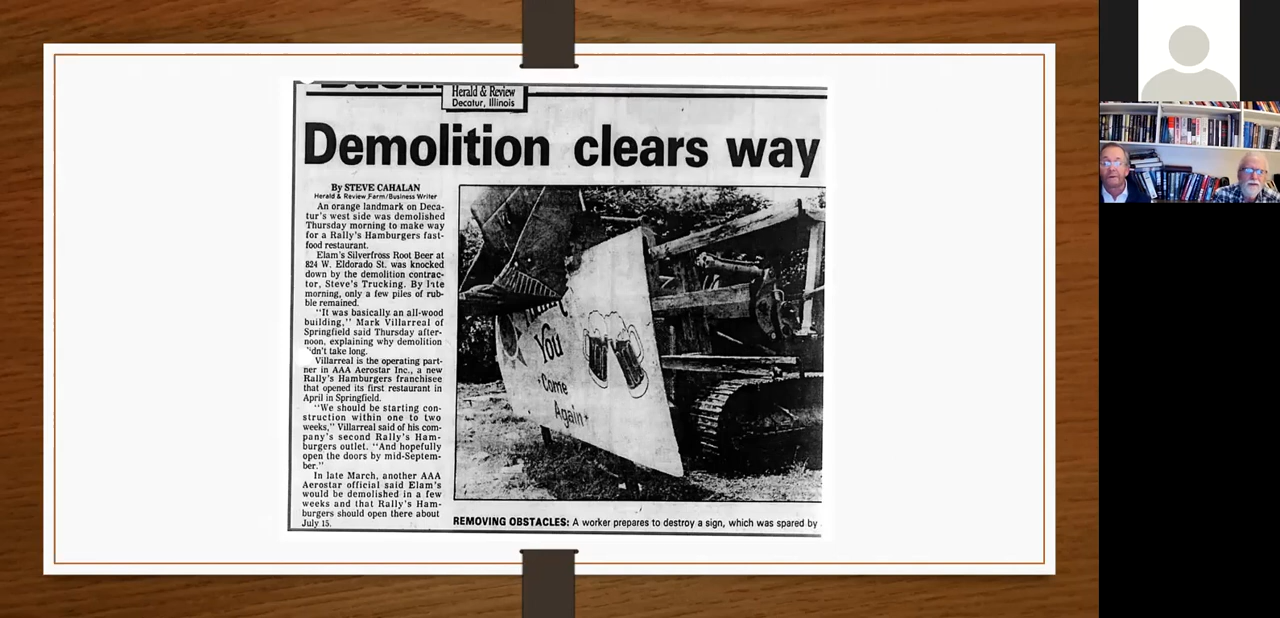 Herald & Review
Decatur, Illinois
Demolition clears way
By STEVE CAHALAN
Herald & Review Farm/Business Writer
An orange landmark on Deca-
tur's west side was demolished
Thursday morning to make way
for a Rally's Hamburgers fast-
food restaurant.
Elam's Silverfross Root Beer at
824 W. Eldorado St. was knocked
down by the demolition contrac-
tor, Steve's Trucking. By late
morning, only a few piles of rub-
ble remained.
"It was basically an all-wood
building," Mark Villarreal of
Springfield said Thursday after-
noon, explaining why demolition
'dn't take long.
Villarreal is the operating part-
ner in AAA Aerostar Inc., a new
Rally's Hamburgers franchisee
that opened its first restaurant in
April in Springfield.
"We should be starting con-
struction within one to two
weeks," Villarreal said of his com-
pany's second Rally's Ham-
burgers outlet. "And hopefully
open the doors by mid-Septem-
ber."
In late March, another AAA
Aerostar official said Elam's
would be demolished in a few
weeks and that Rally's Ham-
burgers should open there about
July 15.
You
Come
Again
REMOVING OBSTACLES: A worker prepares to destroy a sign, which was spared by